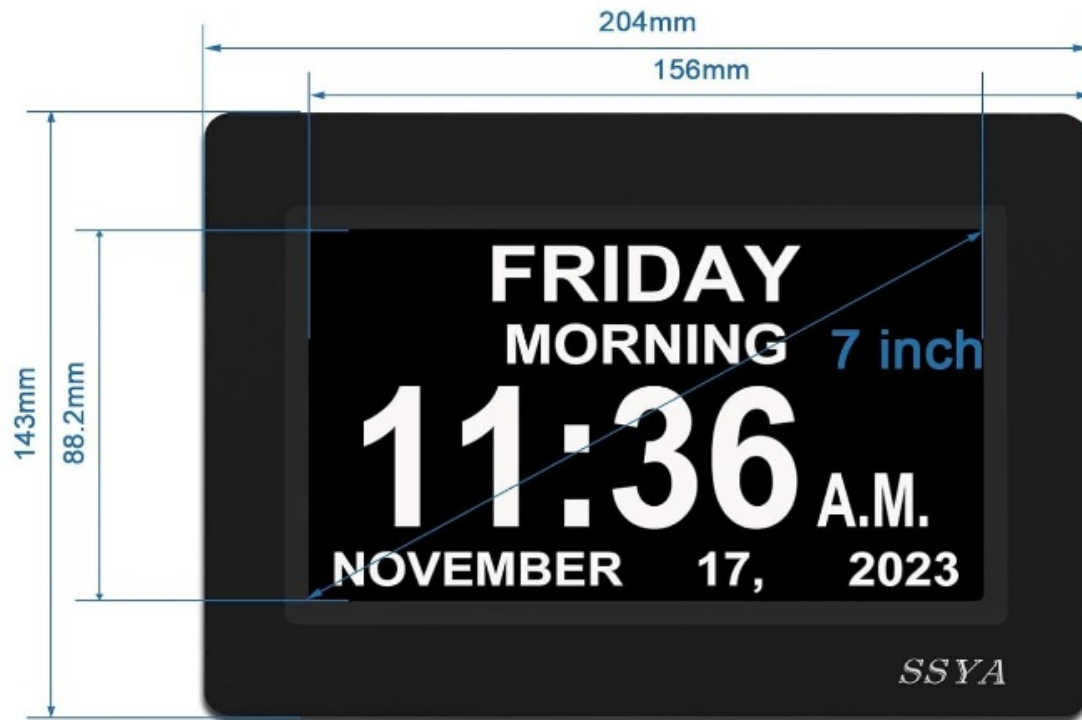 204mm
156mm
143mm
88.2mm
FRIDAY
MORNING
7 inch
11:36 A.M.
NOVEMBER 17, 2023
SSYA